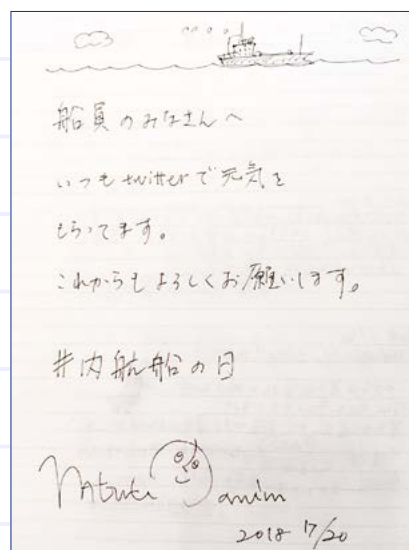 船員のみなさんへ
いつもtwitterで元気を
もらってます。
これからもよろしくお願いします。
#内航船の日
2018 7/20